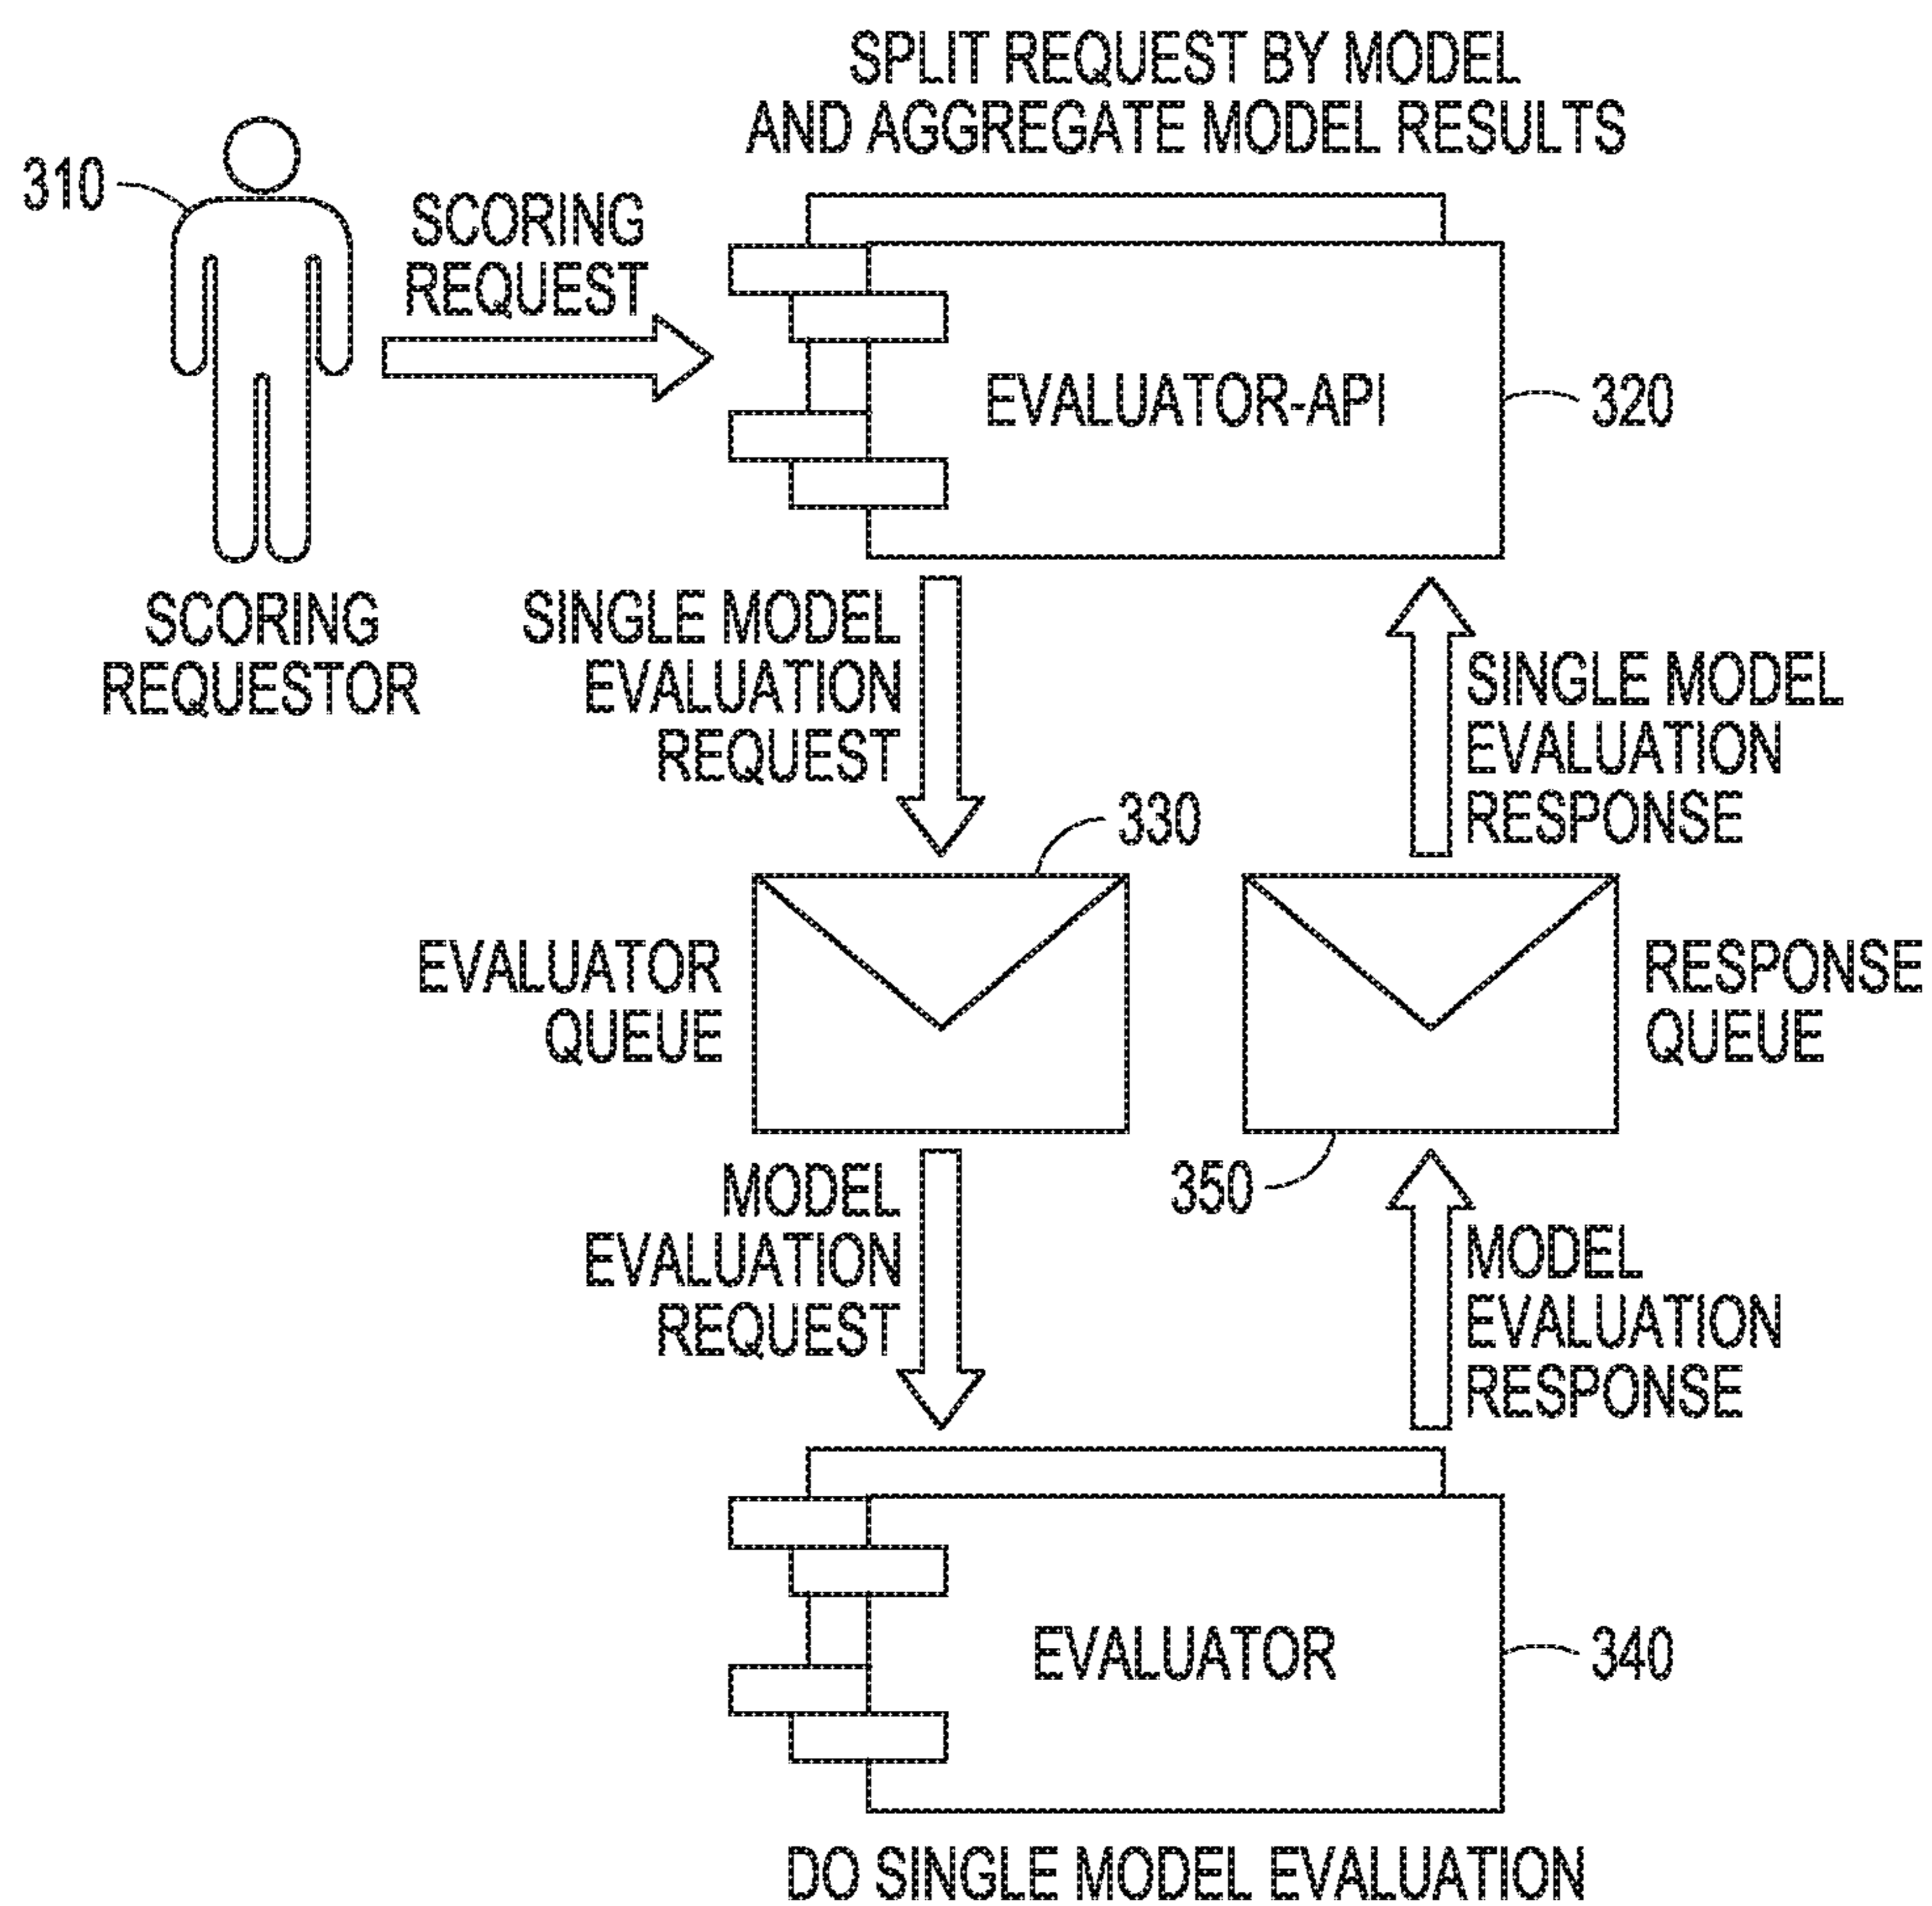 SPLIT REQUEST BY MODEL
AND AGGREGATE MODEL RESULTS
310
SCORING
REQUEST
EVALUATOR-API
320
SCORING
REQUESTOR
SINGLE MODEL
EVALUATION
REQUEST
SINGLE MODEL
EVALUATION
RESPONSE
330
EVALUATOR
QUEUE
RESPONSE
QUEUE
350
MODEL
EVALUATION
REQUEST
MODEL
EVALUATION
RESPONSE
EVALUATOR
340
DO SINGLE MODEL EVALUATION